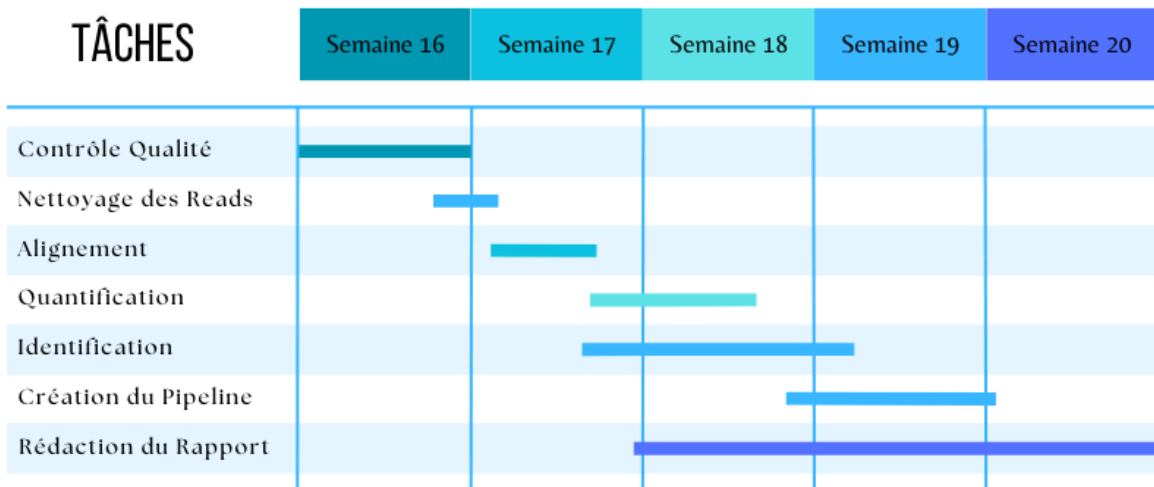 TÂCHES
Semaine 16
Semaine 17
Semaine 18
Semaine 19
Semaine 20
Contrôle Qualité
Nettoyage des Reads
Alignement
Quantification
Identification
Création du Pipeline
Rédaction du Rapport